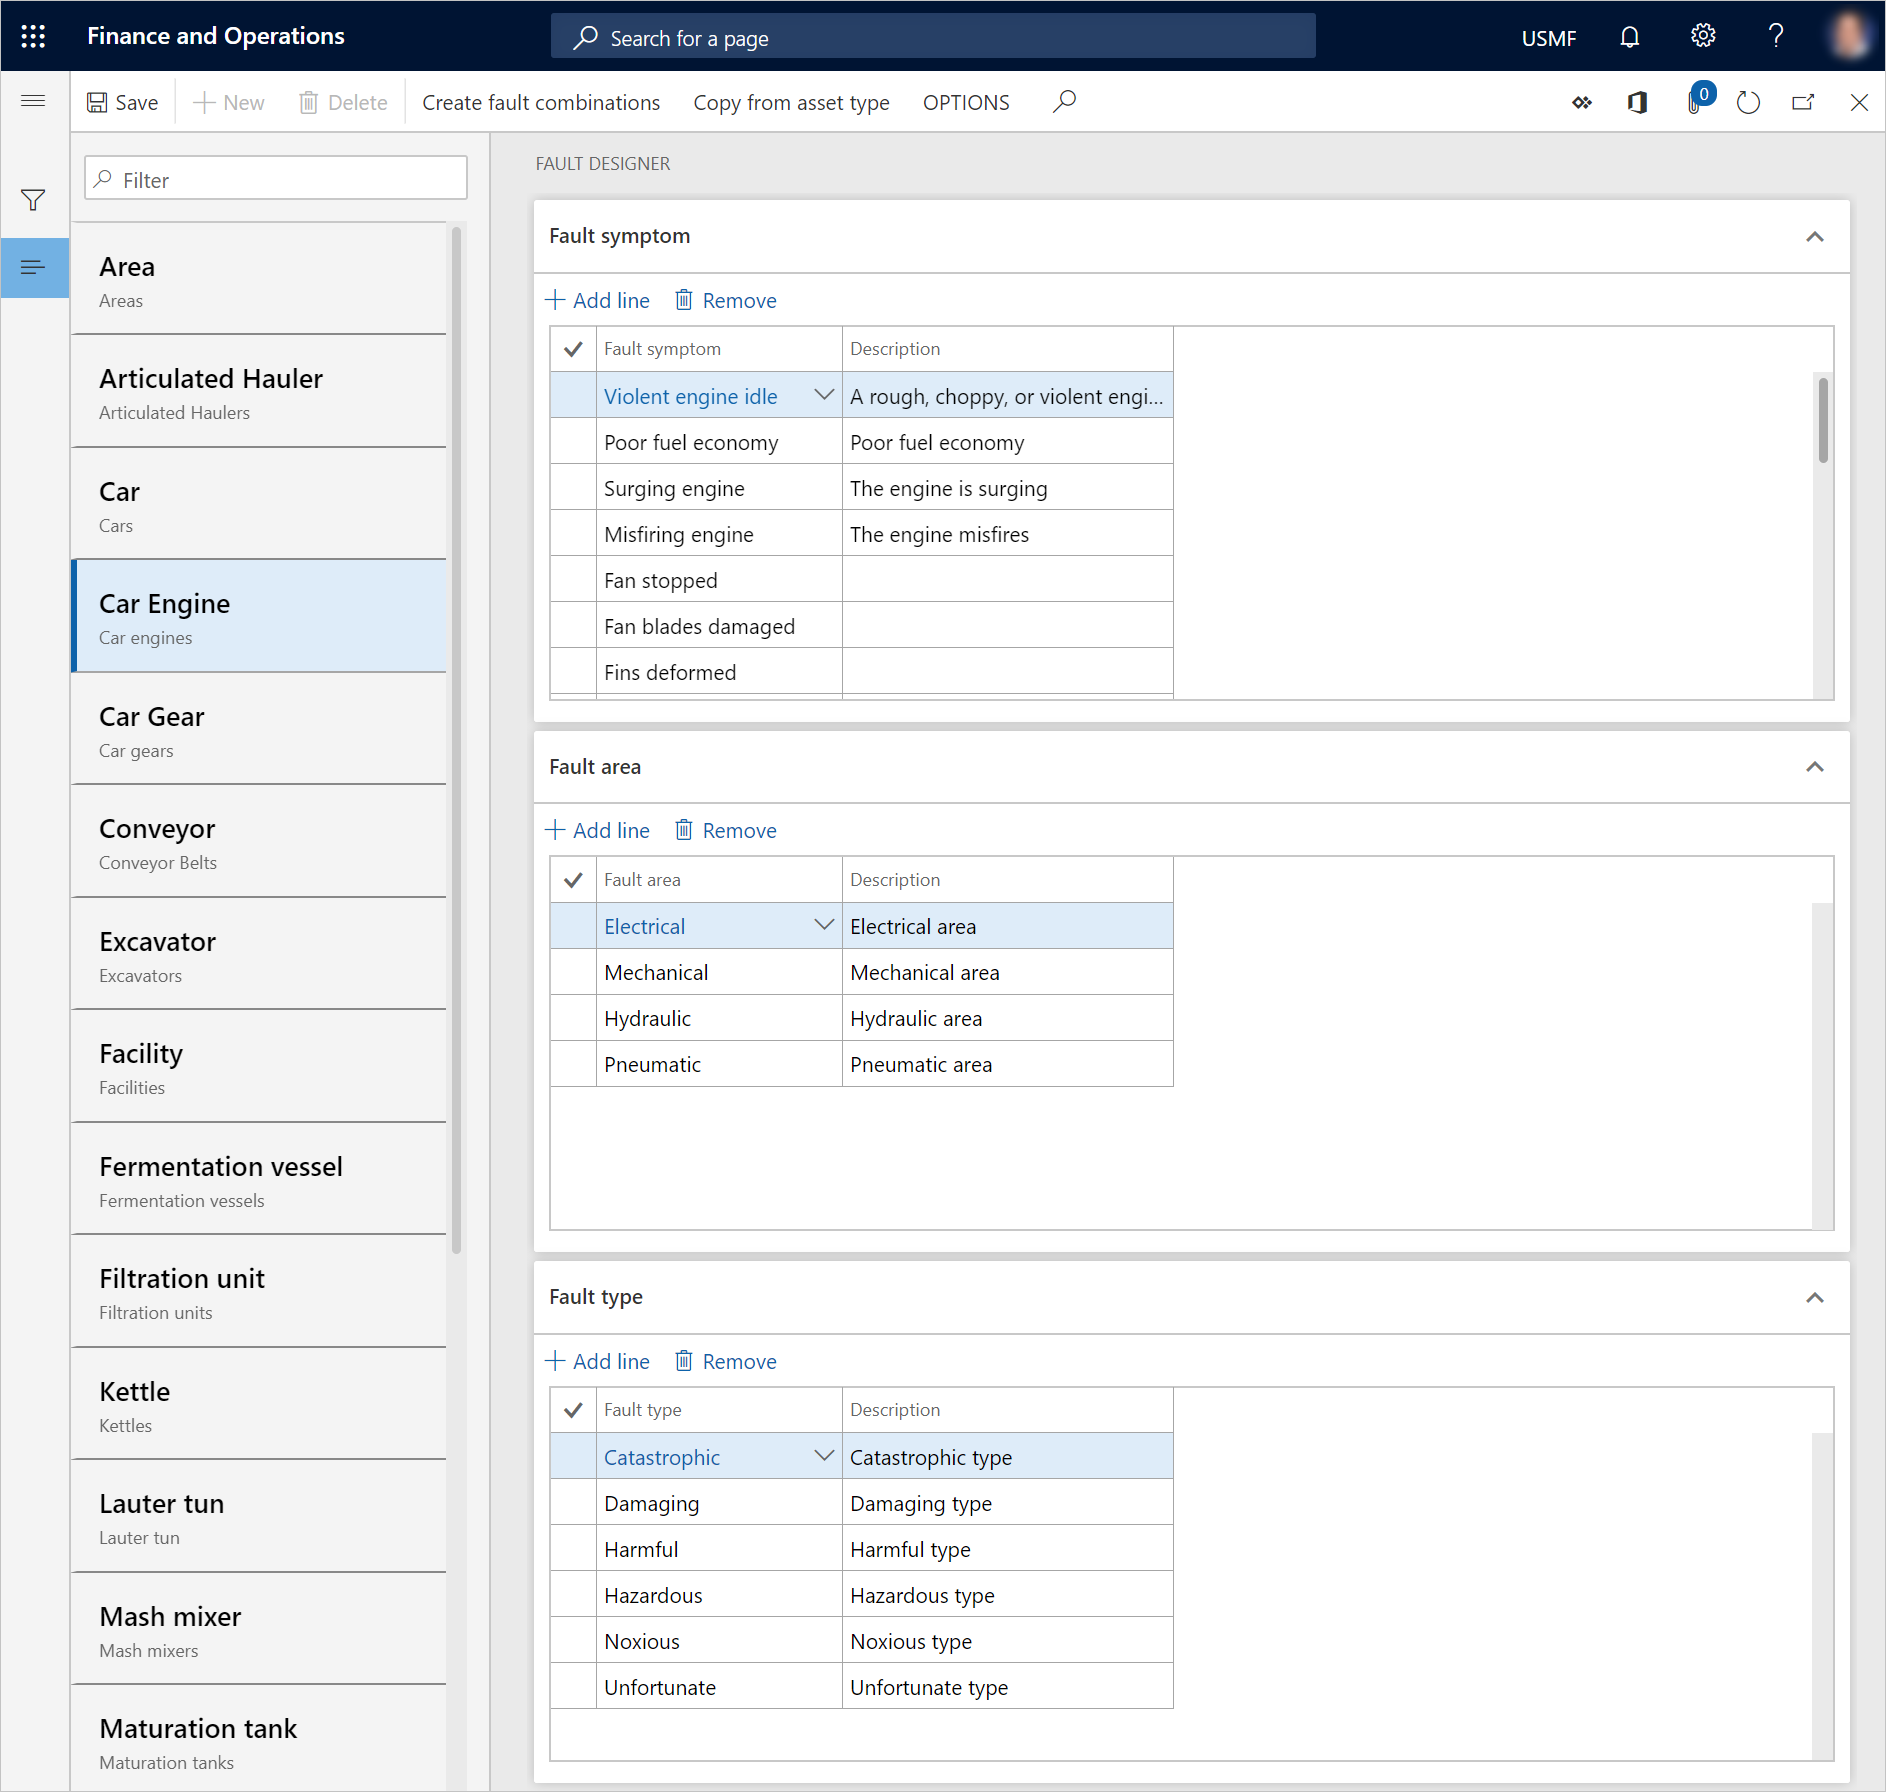 Finance and Operations
Search for a page
USMF
?
Save
New
Delete
Create fault combinations
Copy from asset type
OPTIONS
0
Filter
Area
Areas
Articulated Hauler
Articulated Haulers
Car
Cars
Car Engine
Car engines
Car Gear
Car gears
Conveyor
Conveyor Belts
Excavator
Excavators
Facility
Facilities
Fermentation vessel
Fermentation vessels
Filtration unit
Filtration units
Kettle
Kettles
Lauter tun
Lauter tun
Mash mixer
Mash mixers
Maturation tank
Maturation tanks
FAULT DESIGNER
Fault symptom
Add line Remove
Fault symptom Description
Violent engine idle A rough, choppy, or violent engi...
Poor fuel economy Poor fuel economy
Surging engine The engine is surging
Misfiring engine The engine misfires
Fan stopped
Fan blades damaged
Fins deformed
Fault area
Add line Remove
Fault area Description
Electrical Electrical area
Mechanical Mechanical area
Hydraulic Hydraulic area
Pneumatic Pneumatic area
Fault type
Add line Remove
Fault type Description
Catastrophic Catastrophic type
Damaging Damaging type
Harmful Harmful type
Hazardous Hazardous type
Noxious Noxious type
Unfortunate Unfortunate type